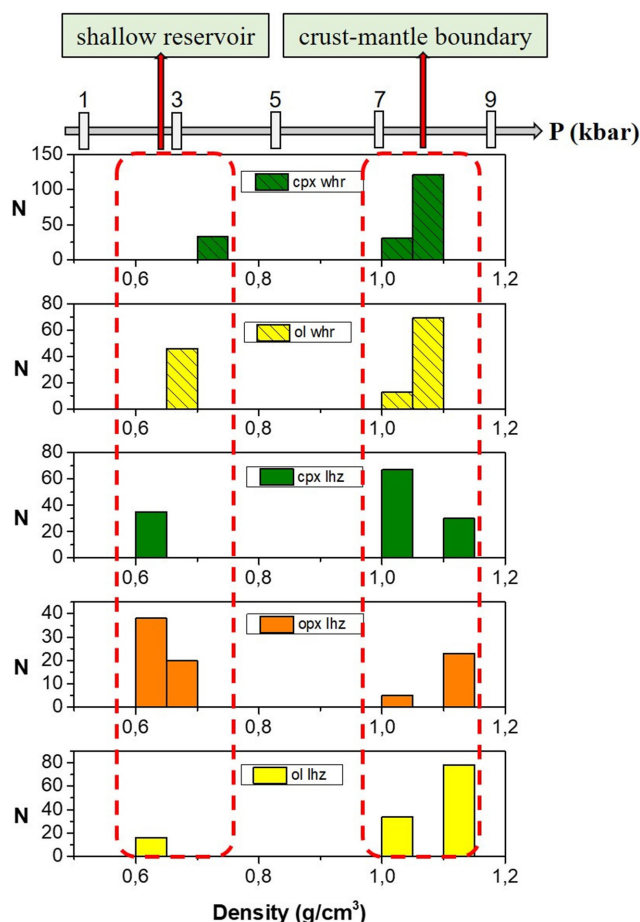 shallow reservoir
crust-mantle boundary
1 3 5 7 9
P (kbar)
150
100
50
0
N
cpx whr
0,6 0,8 1,0 1,2
80
60
40
20
0
N
ol whr
0,6 0,8 1,0 1,2
80
60
40
20
0
N
cpx lhz
0,6 0,8 1,0 1,2
40
30
20
10
0
N
opx lhz
0,6 0,8 1,0 1,2
80
60
40
20
0
N
ol lhz
0,6 0,8 1,0 1,2
Density (g/cm³)